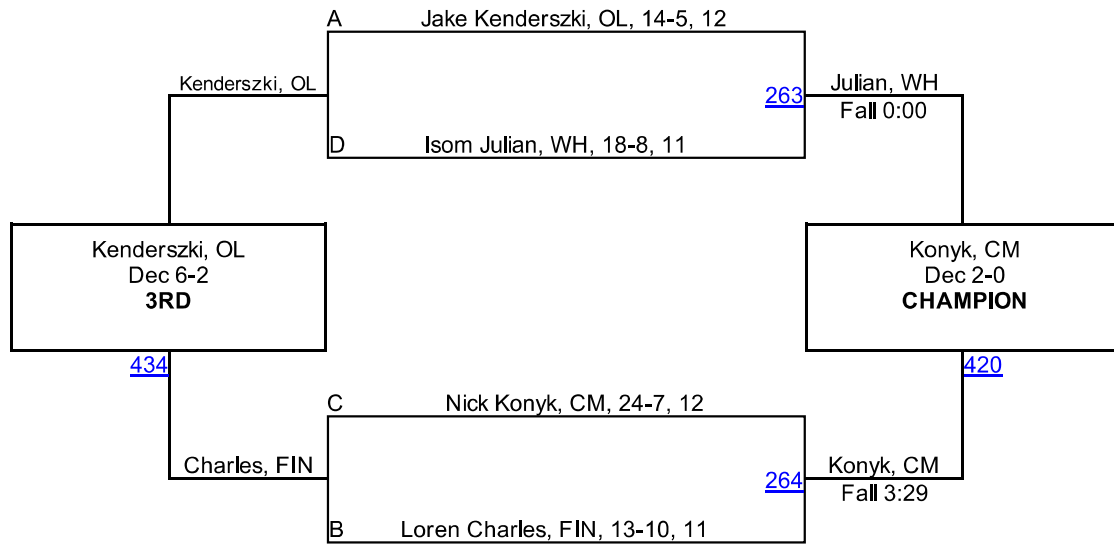 A Jake Kenderszki, OL, 14-5, 12
Kenderszki, OL
263
Julian, WH
Fall 0:00
D Isom Julian, WH, 18-8, 11
Kenderszki, OL
Dec 6-2
3RD
434
Konyk, CM
Dec 2-0
CHAMPION
420
C Nick Konyk, CM, 24-7, 12
Charles, FIN
264
Konyk, CM
Fall 3:29
B Loren Charles, FIN, 13-10, 11